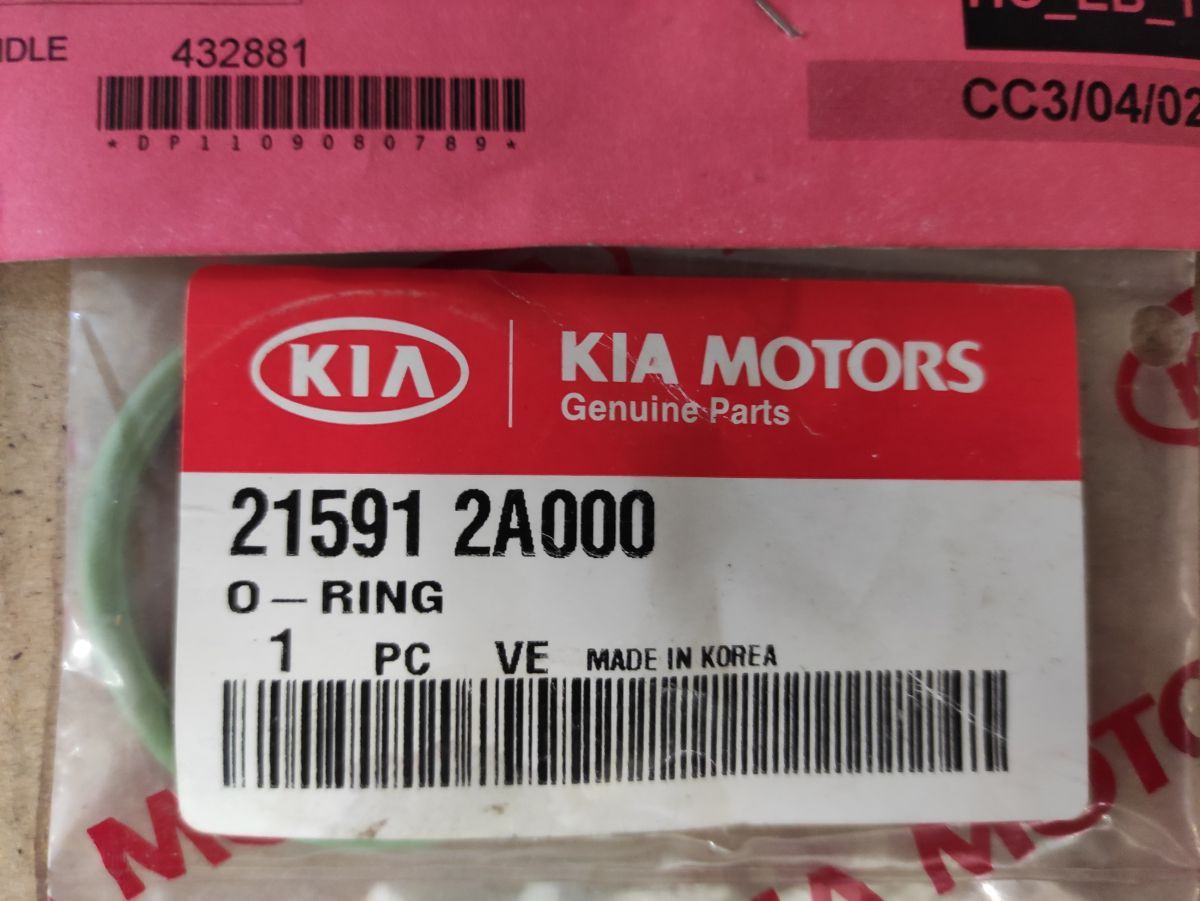 432881
*DP1109080789*
CC3/04/02
KIA
KIA MOTORS
Genuine Parts
21591 2A000
O-RING
1 PC VE MADE IN KOREA